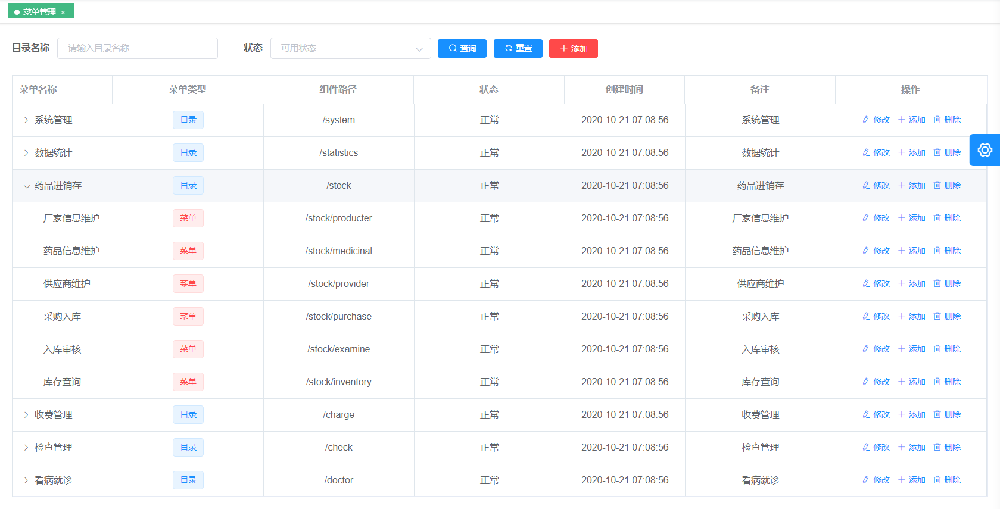 菜单管理 ×
目录名称 请输入目录名称 状态 可用状态 查询 重置 添加
菜单名称 菜单类型 组件路径 状态 创建时间 备注 操作
系统管理 目录 /system 正常 2020-10-21 07:08:56 系统管理 修改 添加 删除
数据统计 目录 /statistics 正常 2020-10-21 07:08:56 数据统计 修改 添加 删除
药品进销存 目录 /stock 正常 2020-10-21 07:08:56 药品进销存 修改 添加 删除
厂家信息维护 菜单 /stock/producter 正常 2020-10-21 07:08:56 厂家信息维护 修改 添加 删除
药品信息维护 菜单 /stock/medicinal 正常 2020-10-21 07:08:56 药品信息维护 修改 添加 删除
供应商维护 菜单 /stock/provider 正常 2020-10-21 07:08:56 供应商维护 修改 添加 删除
采购入库 菜单 /stock/purchase 正常 2020-10-21 07:08:56 采购入库 修改 添加 删除
入库审核 菜单 /stock/examine 正常 2020-10-21 07:08:56 入库审核 修改 添加 删除
库存查询 菜单 /stock/inventory 正常 2020-10-21 07:08:56 库存查询 修改 添加 删除
收费管理 目录 /charge 正常 2020-10-21 07:08:56 收费管理 修改 添加 删除
检查管理 目录 /check 正常 2020-10-21 07:08:56 检查管理 修改 添加 删除
看病就诊 目录 /doctor 正常 2020-10-21 07:08:56 看病就诊 修改 添加 删除